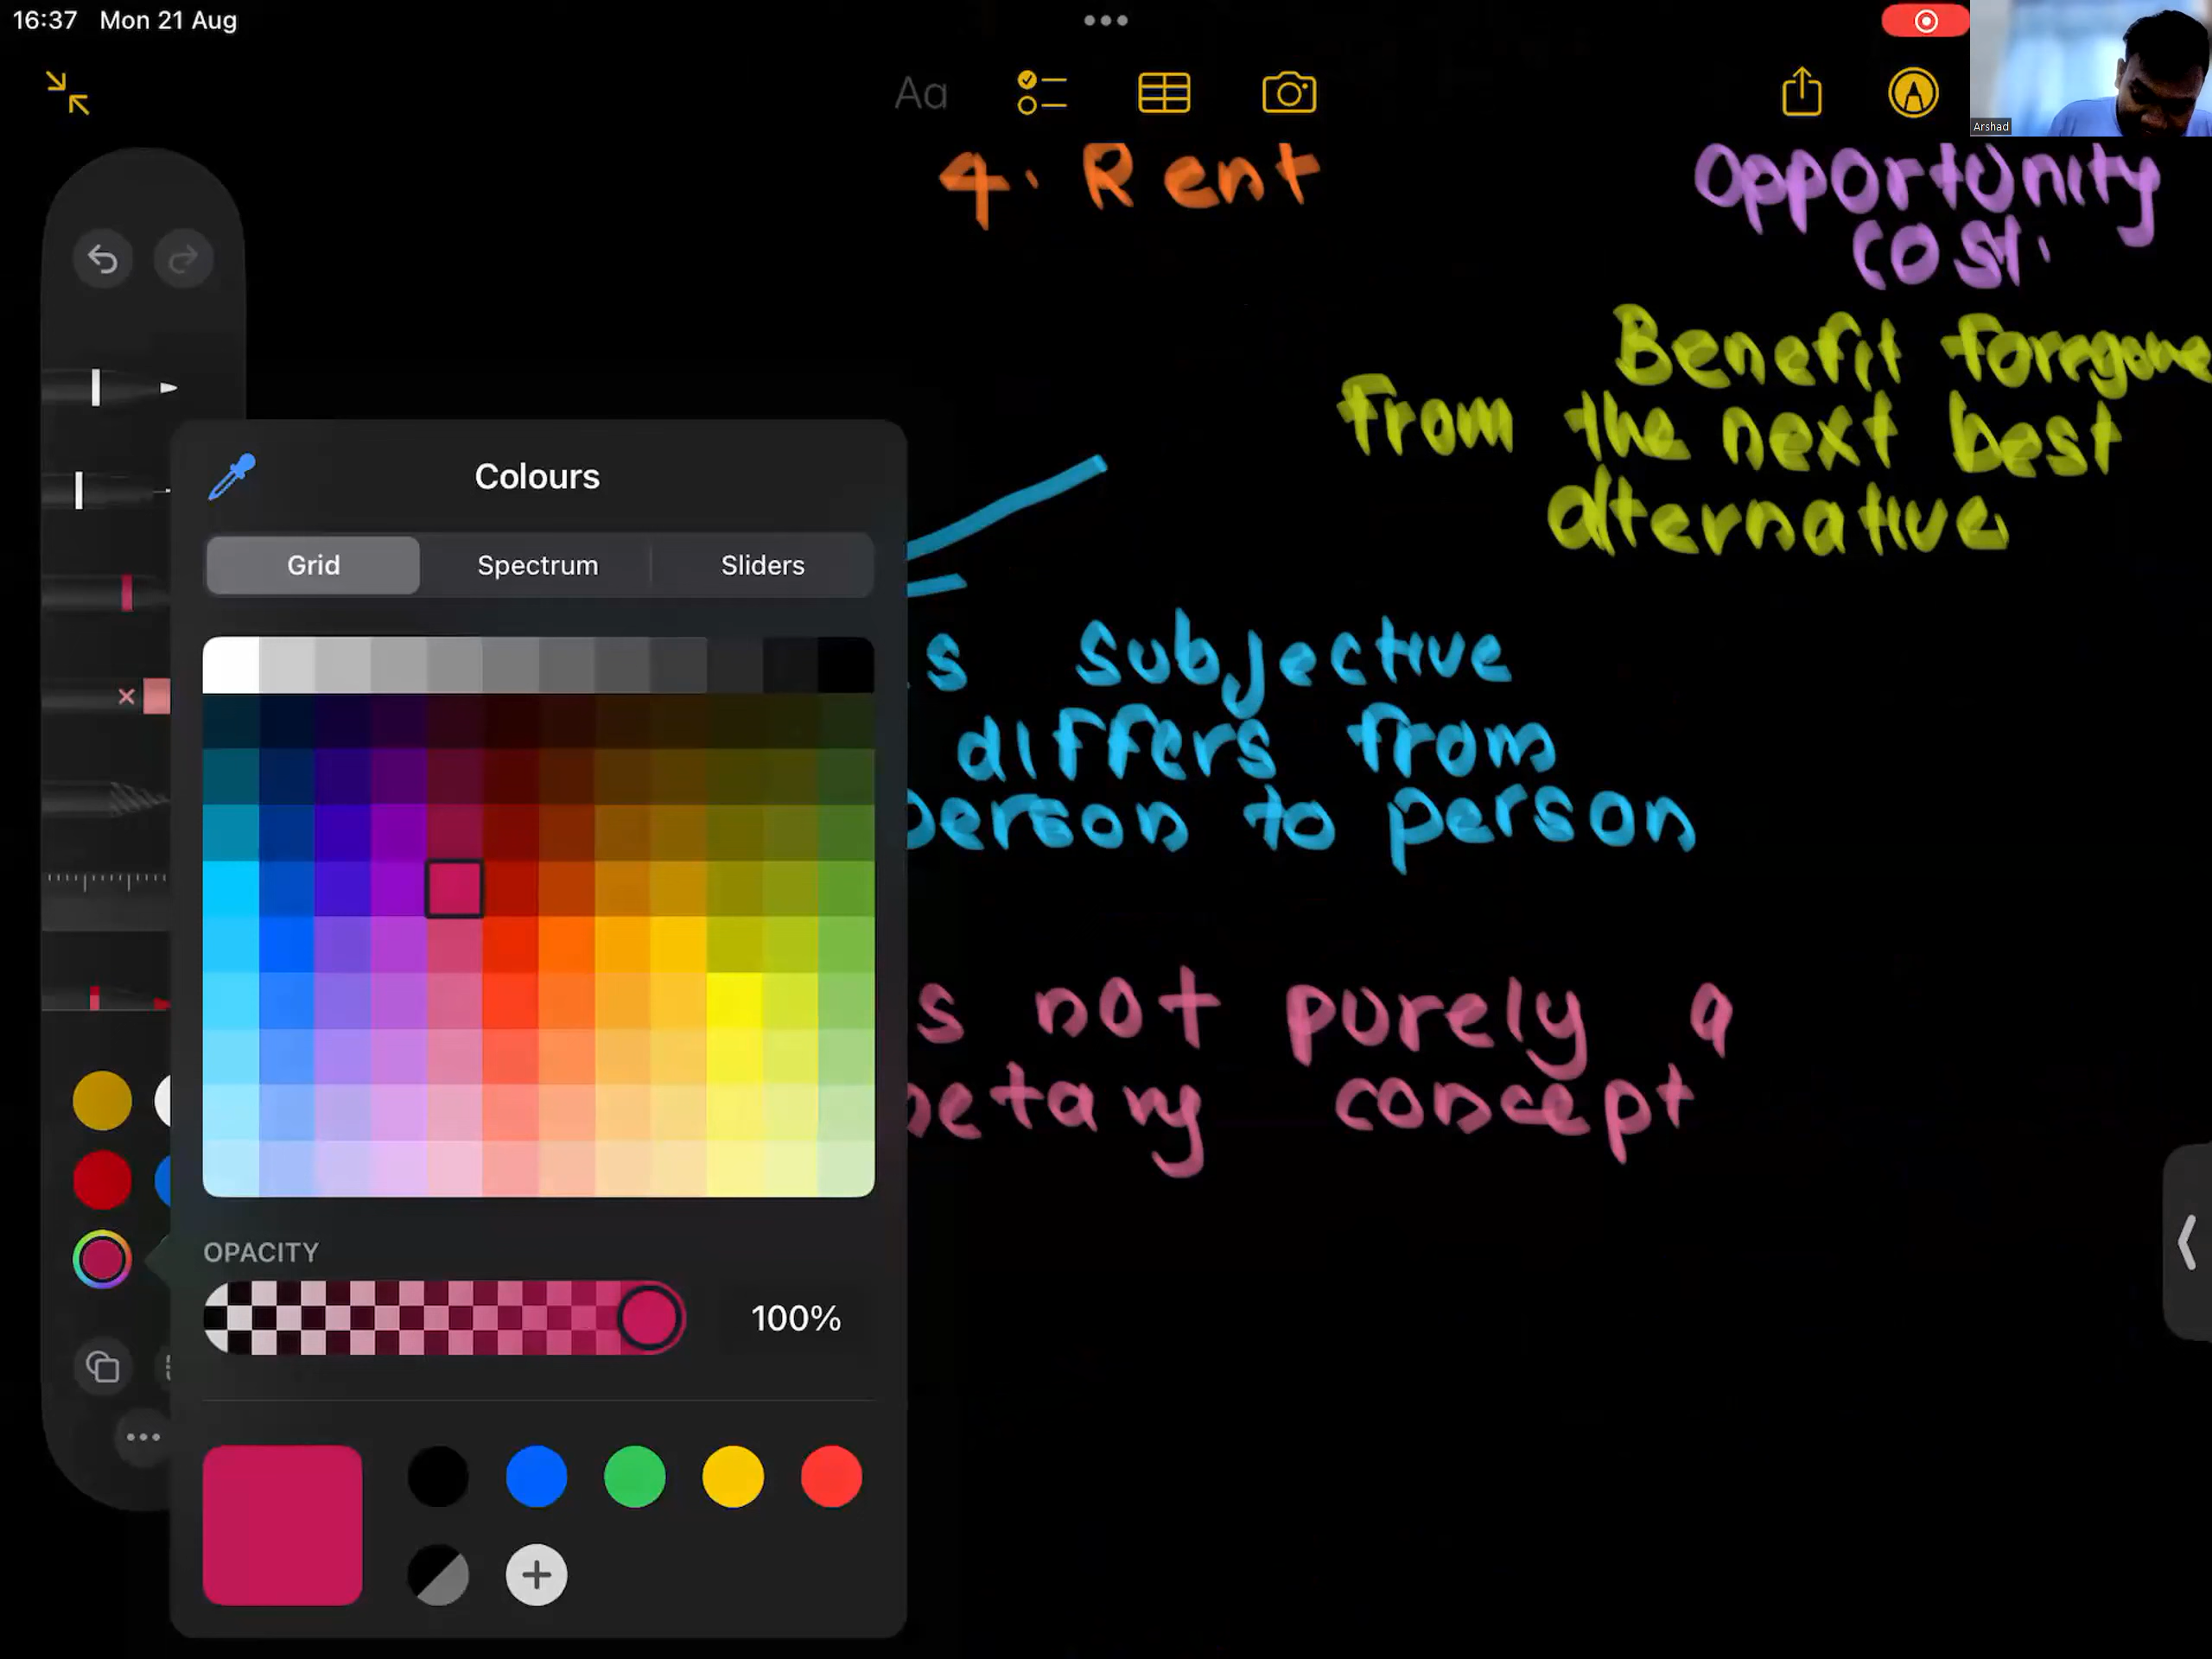 16:37 Mon 21 Aug
Aa
Arshad
4. Rent
Opportunity
Cost.
Benefit
from the next best
alternative
Colours
Grid Spectrum Sliders
s subjective
differs from
person to person
s not purely a
etary concept
OPACITY
100%